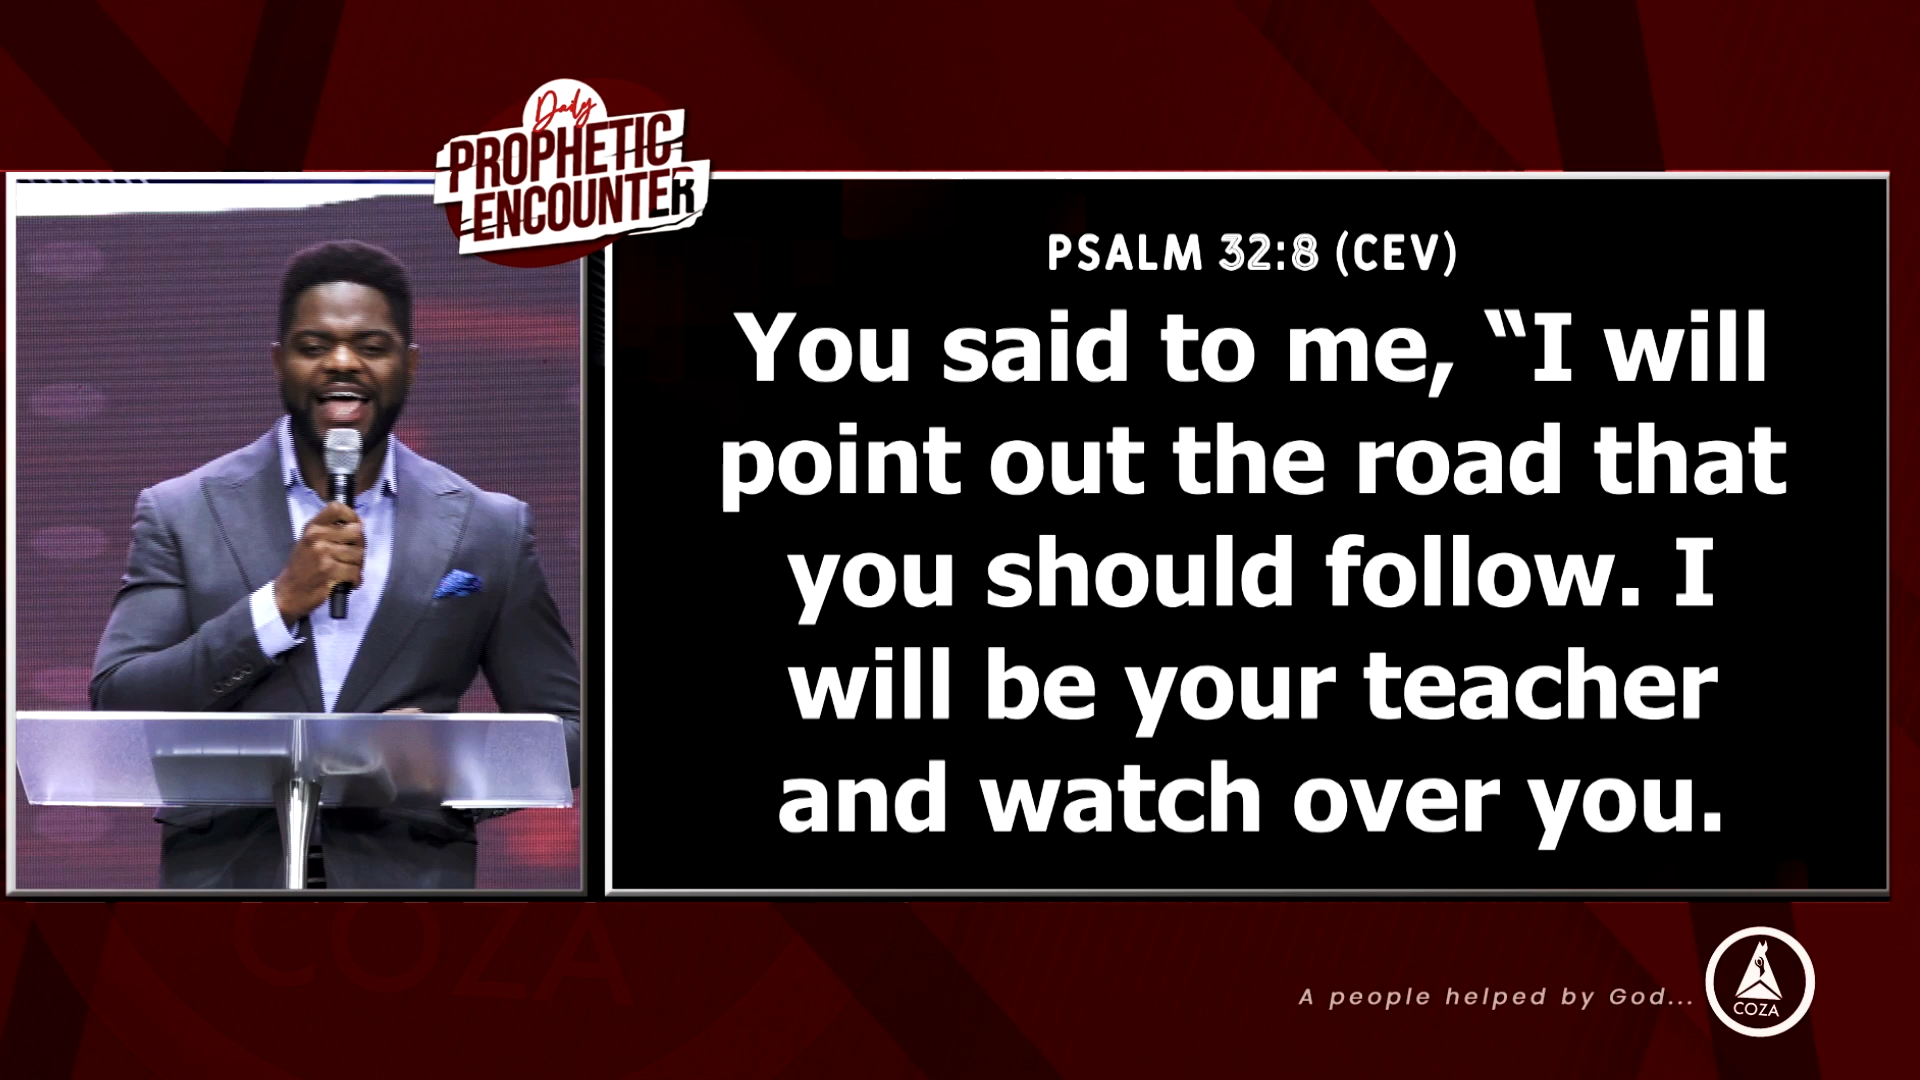 Daily
PROPHETIC
ENCOUNTER
PSALM 32:8 (CEV)
You said to me, “I will
point out the road that
you should follow. I
will be your teacher
and watch over you.
COZA
A people helped by God...
COZA